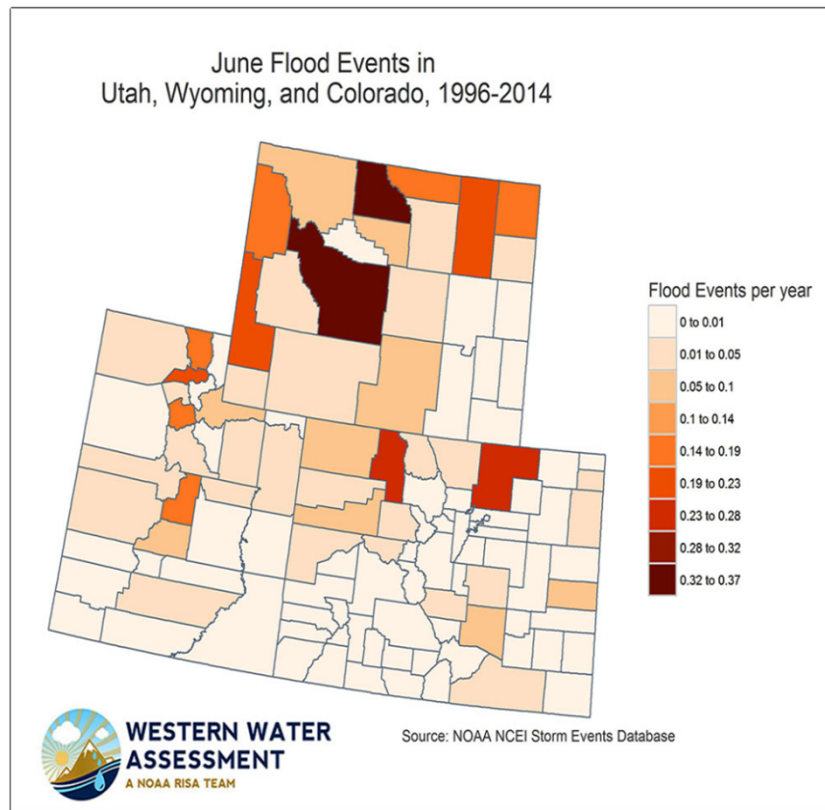 June Flood Events in
Utah, Wyoming, and Colorado, 1996-2014
Flood Events per year
0 to 0.01
0.01 to 0.05
0.05 to 0.1
0.1 to 0.14
0.14 to 0.19
0.19 to 0.23
0.23 to 0.28
0.28 to 0.32
0.32 to 0.37
WESTERN WATER
ASSESSMENT
A NOAA RISA TEAM
Source: NOAA NCEI Storm Events Database